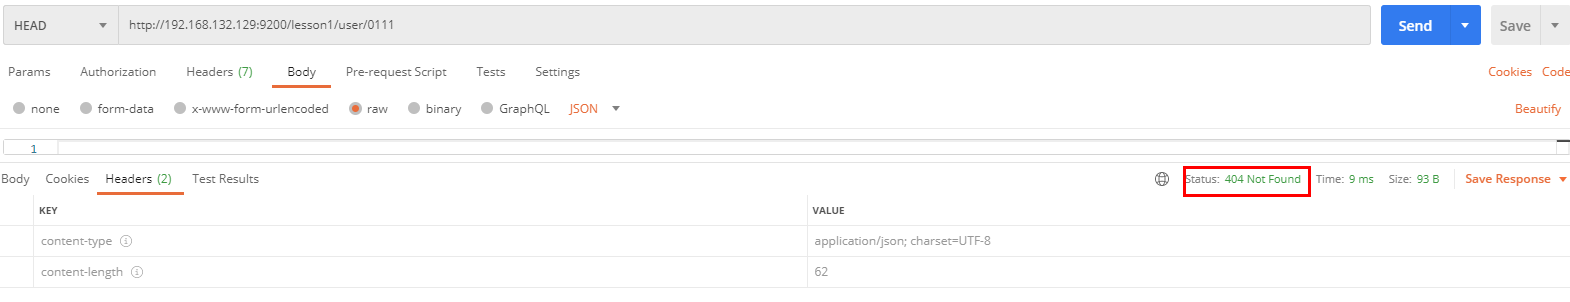 HEAD http://192.168.132.129:9200/lesson1/user/0111 Send Save
Params Authorization Headers (7) Body Pre-request Script Tests Settings Cookies Code
none form-data x-www-form-urlencoded raw binary GraphQL JSON Beautify
1
Body Cookies Headers (2) Test Results Status: 404 Not Found Time: 9 ms Size: 93 B Save Response
KEY VALUE
content-type application/json; charset=UTF-8
content-length 62